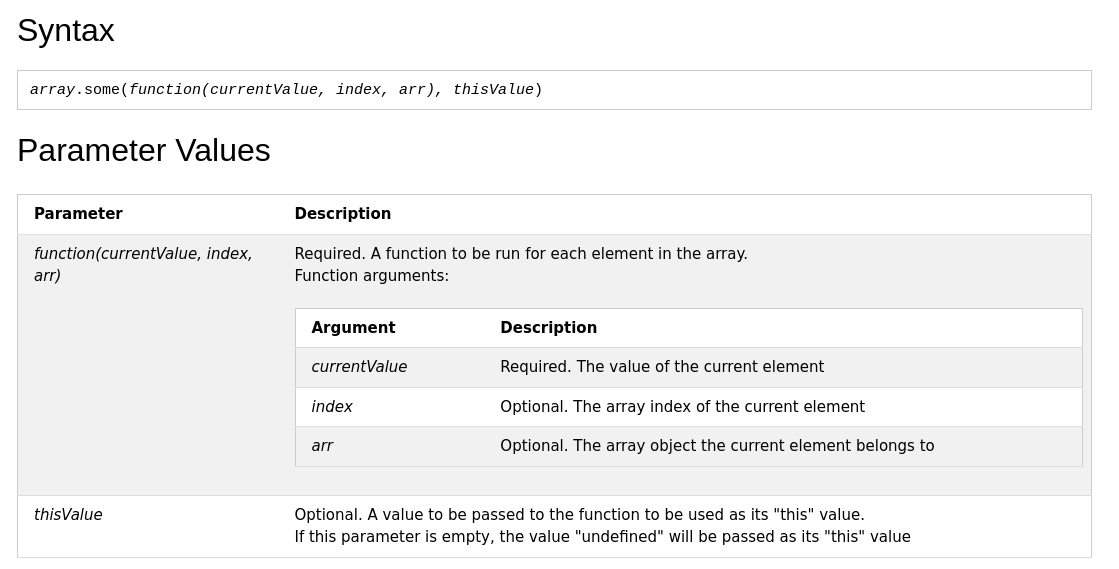 Syntax
array.some(function(currentValue, index, arr), thisValue)
Parameter Values
Parameter Description
function(currentValue, index, arr) Required. A function to be run for each element in the array.
Function arguments:
Argument Description
currentValue Required. The value of the current element
index Optional. The array index of the current element
arr Optional. The array object the current element belongs to
thisValue Optional. A value to be passed to the function to be used as its "this" value.
If this parameter is empty, the value "undefined" will be passed as its "this" value